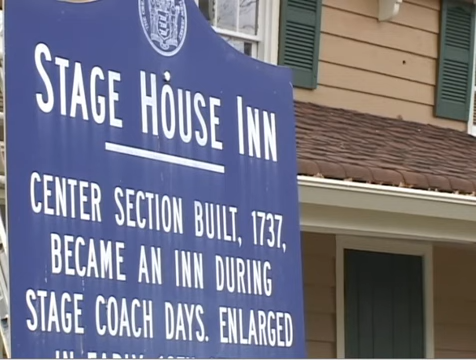 STAGE HOUSE INN
CENTER SECTION BUILT, 1737,
BECAME AN INN DURING
STAGE COACH DAYS. ENLARGED
IN EARLY